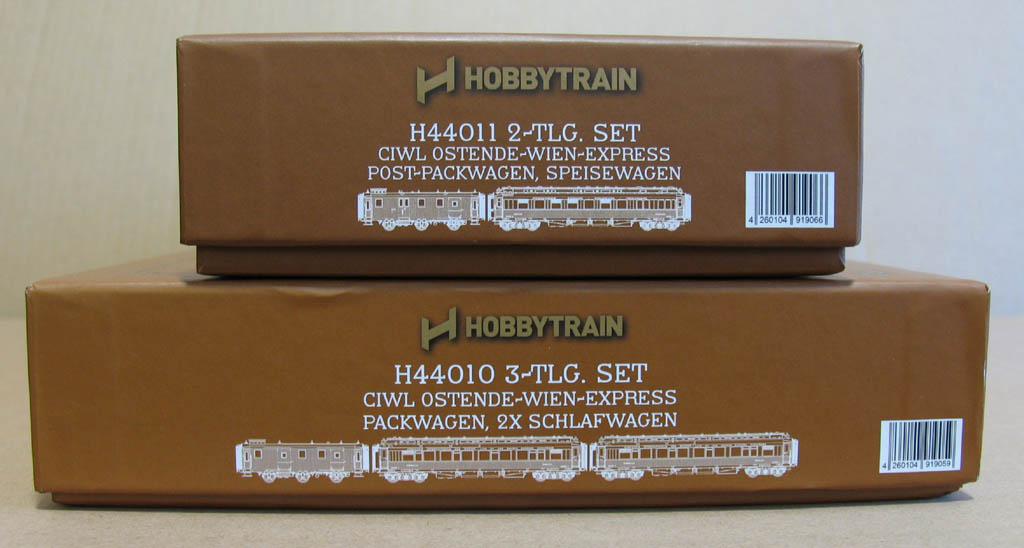 HOBBYTRAIN
H44011 2-TLG. SET
CIWL OSTENDE-WIEN-EXPRESS
POST-PACKWAGEN, SPEISEWAGEN
4 260104 919066
HOBBYTRAIN
H44010 3-TLG. SET
CIWL OSTENDE-WIEN-EXPRESS
PACKWAGEN, 2X SCHLAFWAGEN
4 260104 919059